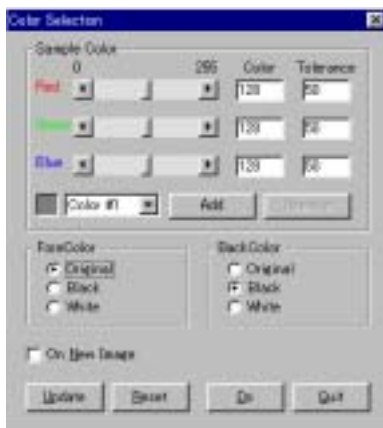 Color Selection
Sample Color
0 255 Color Tolerance
Red 128 50
Green 128 50
Blue 128 50
Color #1 Add
ForeColor BackColor
Original Original
Black Black
White White
On New Image
Update Reset Do Quit